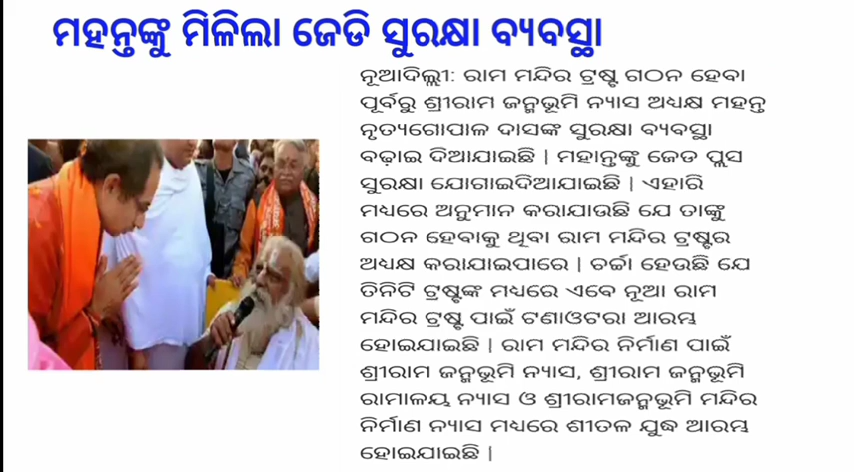 ମହନ୍ତଙ୍କୁ ମିଳିଲା ଜେଡି ସୁରକ୍ଷା ବ୍ୟବସ୍ଥା
ନୂଆଦିଲ୍ଲୀ: ରାମ ମନ୍ଦିର ଟ୍ରଷ୍ଟ ଗଠନ ହେବା
ପୂର୍ବରୁ ଶ୍ରୀରାମ ଜନ୍ମଭୂମି ନ୍ୟାସ ଅଧ୍ୟକ୍ଷ ମହନ୍ତ
ନୃତ୍ୟଗୋପାଳ ଦାସଙ୍କ ସୁରକ୍ଷା ବ୍ୟବସ୍ଥା
ବଢ଼ାଇ ଦିଆଯାଇଛି | ମହାନ୍ତଙ୍କୁ ଜେଡ ପ୍ଲସ
ସୁରକ୍ଷା ଯୋଗାଇଦିଆଯାଇଛି | ଏହାରି
ମଧ୍ୟରେ ଅନୁମାନ କରାଯାଉଛି ଯେ ତାଙ୍କୁ
ଗଠନ ହେବାକୁ ଥିବା ରାମ ମନ୍ଦିର ଟ୍ରଷ୍ଟର
ଅଧ୍ୟକ୍ଷ କରାଯାଇପାରେ | ଚର୍ଚ୍ଚା ହେଉଛି ଯେ
ତିନିଟି ଟ୍ରଷ୍ଟଙ୍କ ମଧ୍ୟରେ ଏବେ ନୂଆ ରାମ
ମନ୍ଦିର ଟ୍ରଷ୍ଟ ପାଇଁ ଟଣାଓଟରା ଆରମ୍ଭ
ହୋଇଯାଇଛି | ରାମ ମନ୍ଦିର ନିର୍ମାଣ ପାଇଁ
ଶ୍ରୀରାମ ଜନ୍ମଭୂମି ନ୍ୟାସ, ଶ୍ରୀରାମ ଜନ୍ମଭୂମି
ରାମାଳୟ ନ୍ୟାସ ଓ ଶ୍ରୀରାମଜନ୍ମଭୂମି ମନ୍ଦିର
ନିର୍ମାଣ ନ୍ୟାସ ମଧ୍ୟରେ ଶୀତଳ ଯୁଦ୍ଧ ଆରମ୍ଭ
ହୋଇଯାଇଛି |